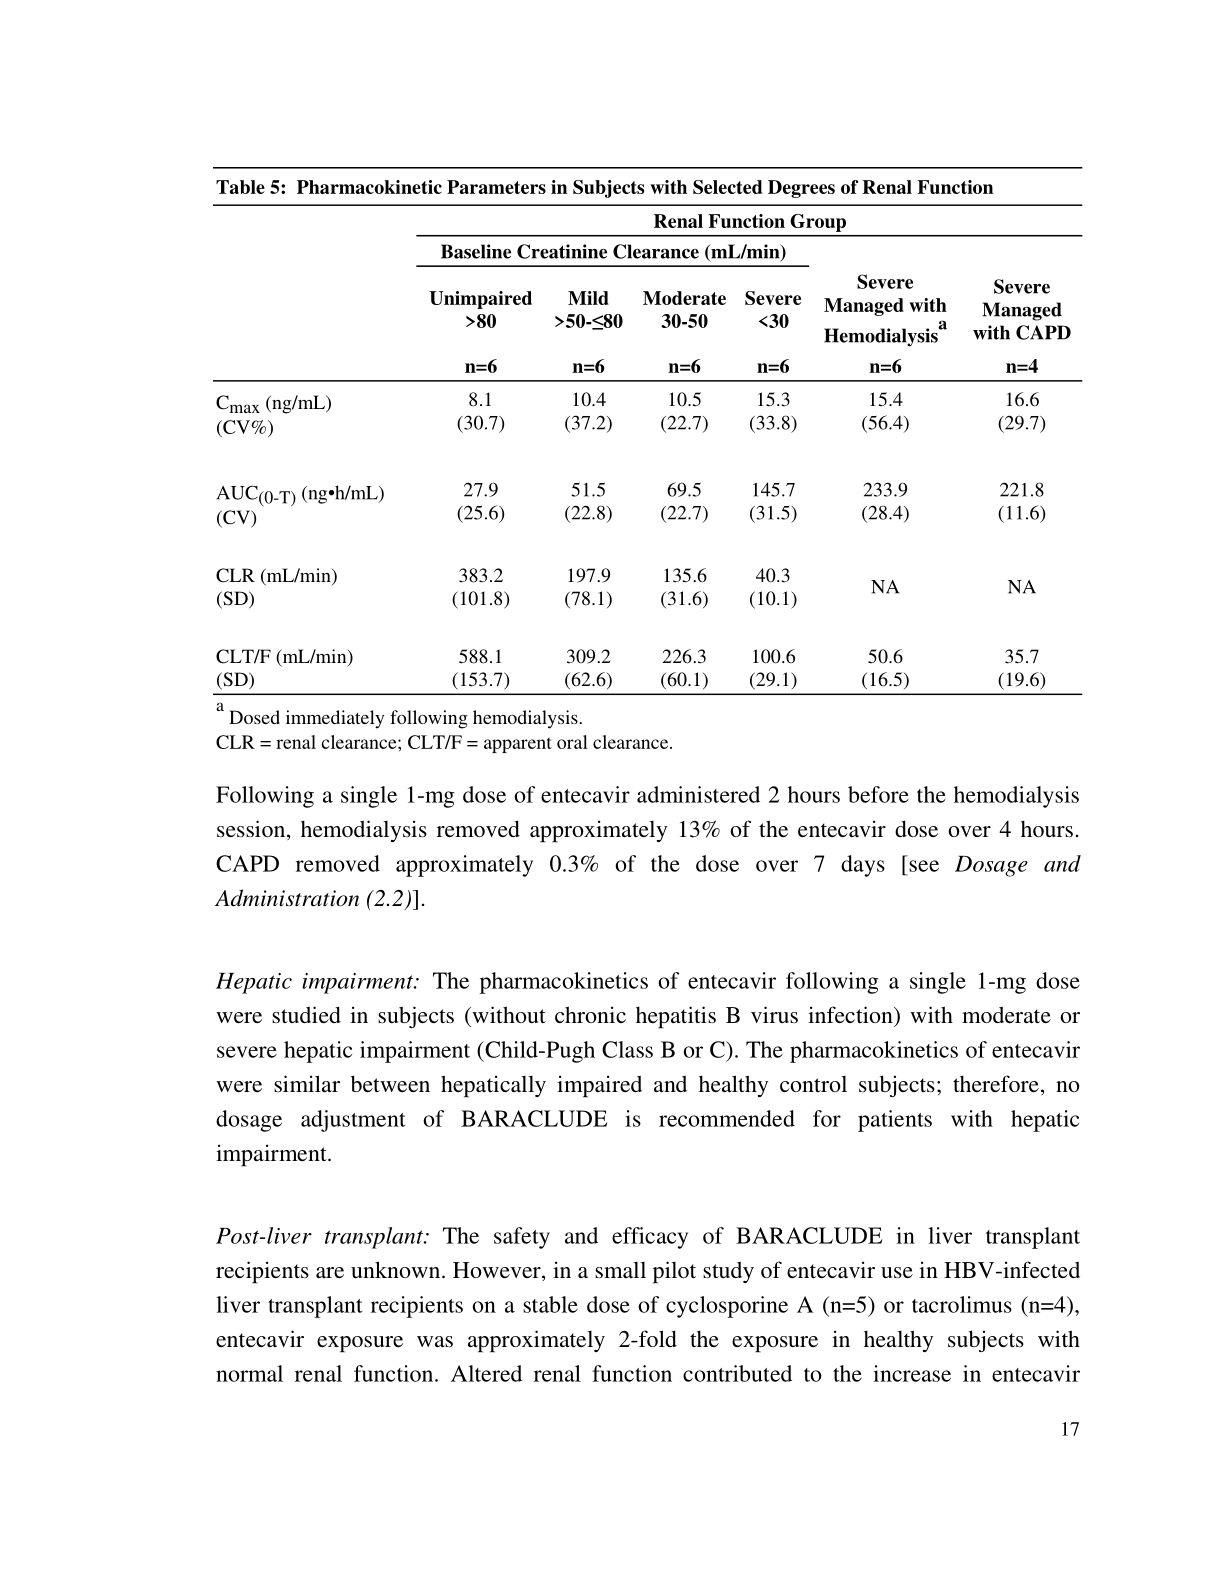 Table 5: Pharmacokinetic Parameters in Subjects with Selected Degrees of Renal Function
Renal Function Group
Baseline Creatinine Clearance (mL/min)
Unimpaired >80 n=6
Mild >50-≤80 n=6
Moderate 30-50 n=6
Severe <30 n=6
Severe Managed with Hemodialysisa n=6
Severe Managed with CAPD n=4
Cmax (ng/mL) 8.1 10.4 10.5 15.3 15.4 16.6
(CV%) (30.7) (37.2) (22.7) (33.8) (56.4) (29.7)
AUC(0-T) (ng•h/mL) 27.9 51.5 69.5 145.7 233.9 221.8
(CV) (25.6) (22.8) (22.7) (31.5) (28.4) (11.6)
CLR (mL/min) 383.2 197.9 135.6 40.3 NA NA
(SD) (101.8) (78.1) (31.6) (10.1)
CLT/F (mL/min) 588.1 309.2 226.3 100.6 50.6 35.7
(SD) (153.7) (62.6) (60.1) (29.1) (16.5) (19.6)
a Dosed immediately following hemodialysis.
CLR = renal clearance; CLT/F = apparent oral clearance.
Following a single 1-mg dose of entecavir administered 2 hours before the hemodialysis
session, hemodialysis removed approximately 13% of the entecavir dose over 4 hours.
CAPD removed approximately 0.3% of the dose over 7 days [see Dosage and
Administration (2.2)].
Hepatic impairment: The pharmacokinetics of entecavir following a single 1-mg dose
were studied in subjects (without chronic hepatitis B virus infection) with moderate or
severe hepatic impairment (Child-Pugh Class B or C). The pharmacokinetics of entecavir
were similar between hepatically impaired and healthy control subjects; therefore, no
dosage adjustment of BARACLUDE is recommended for patients with hepatic
impairment.
Post-liver transplant: The safety and efficacy of BARACLUDE in liver transplant
recipients are unknown. However, in a small pilot study of entecavir use in HBV-infected
liver transplant recipients on a stable dose of cyclosporine A (n=5) or tacrolimus (n=4),
entecavir exposure was approximately 2-fold the exposure in healthy subjects with
normal renal function. Altered renal function contributed to the increase in entecavir
17